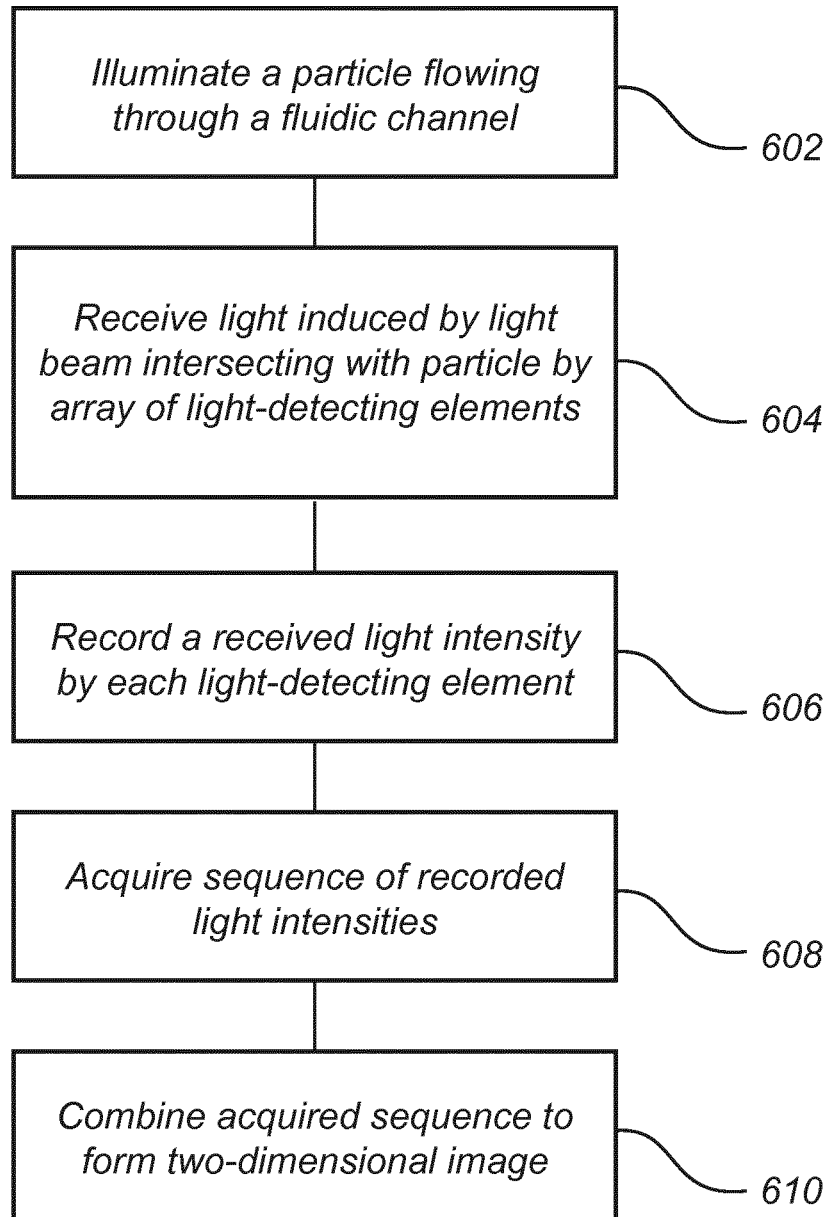 Illuminate a particle flowing
through a fluidic channel
602
Receive light induced by light
beam intersecting with particle by
array of light-detecting elements
604
Record a received light intensity
by each light-detecting element
606
Acquire sequence of recorded
light intensities
608
Combine acquired sequence to
form two-dimensional image
610